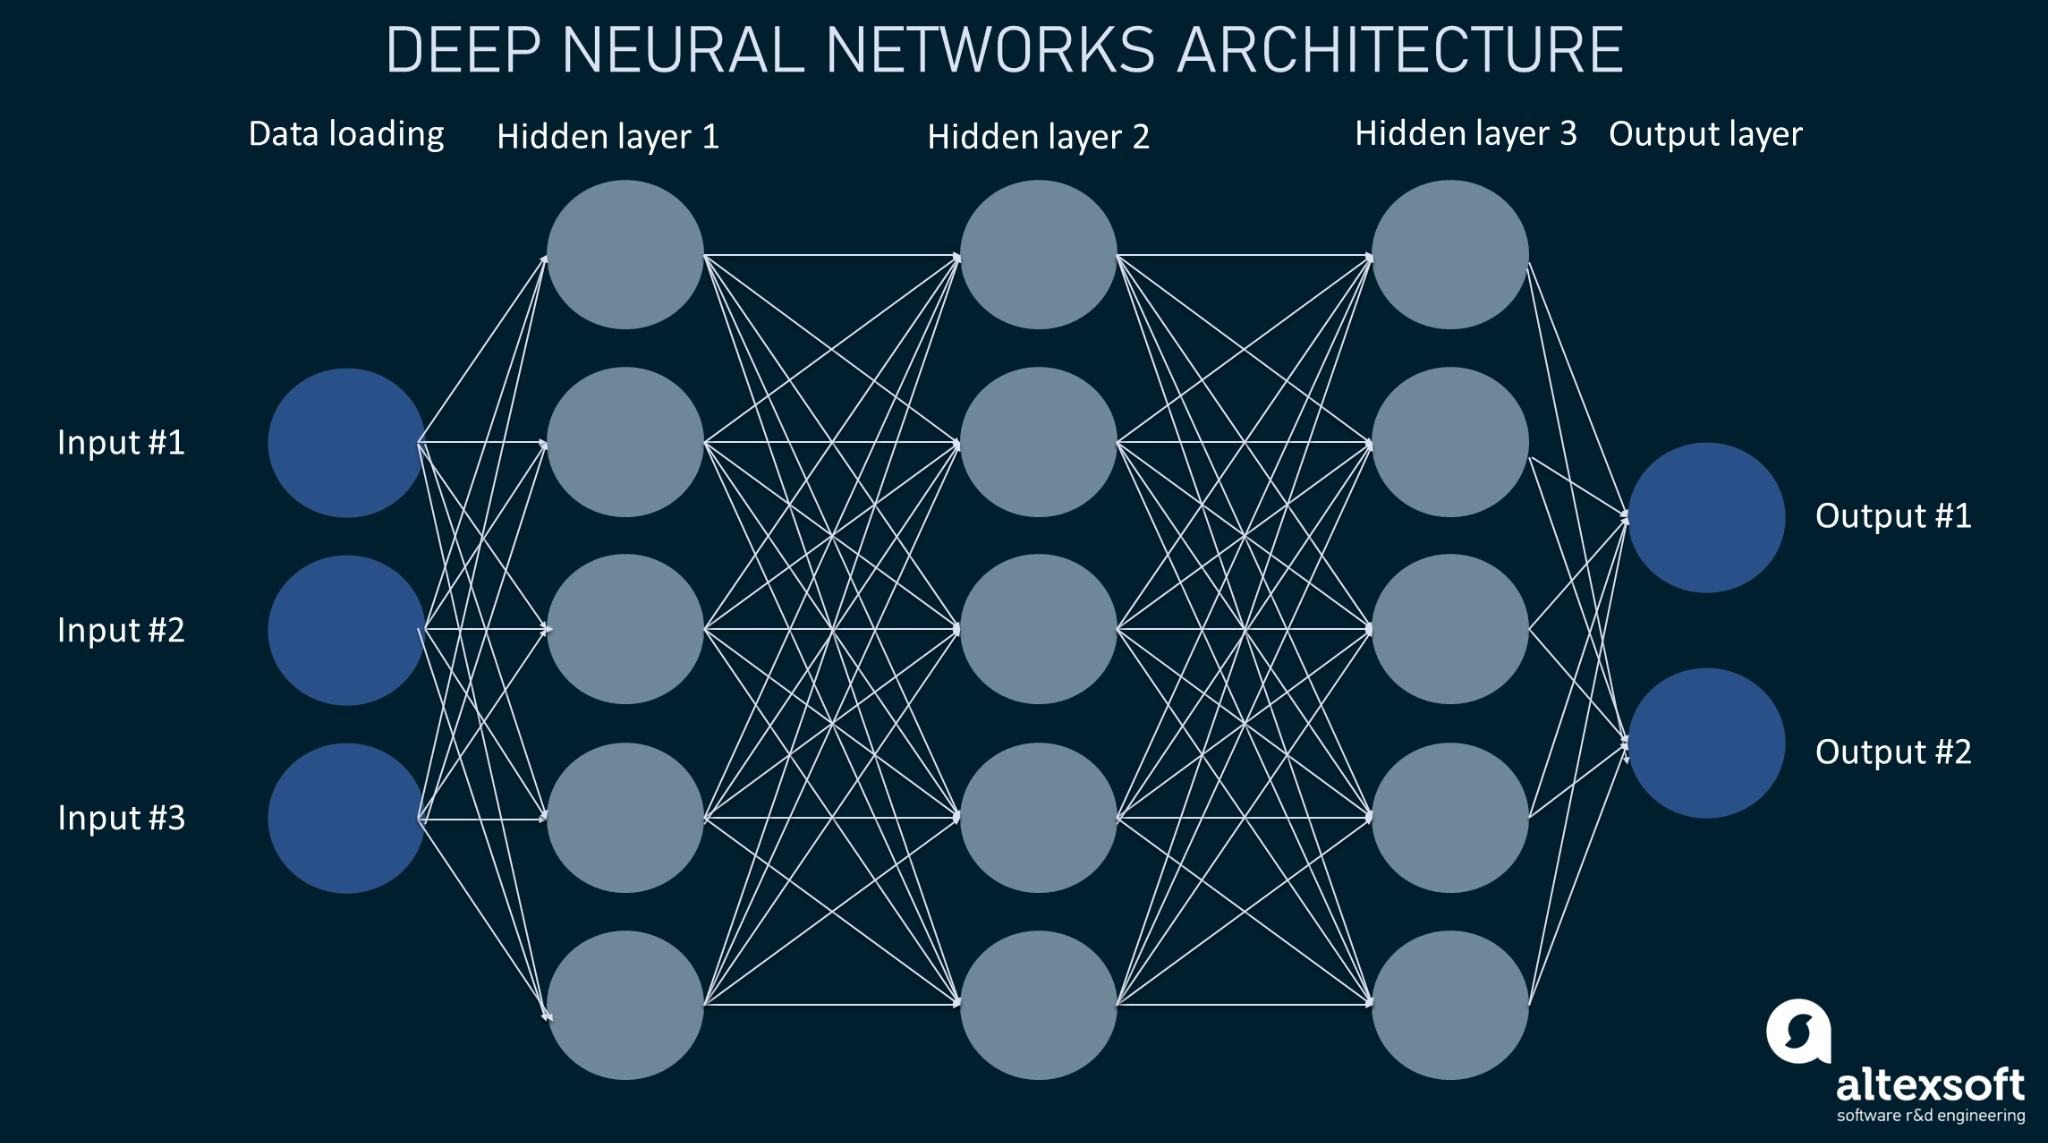 DEEP NEURAL NETWORKS ARCHITECTURE
Data loading
Hidden layer 1
Hidden layer 2
Hidden layer 3
Output layer
Input #1
Input #2
Input #3
Output #1
Output #2
altexsoft
software r&d engineering